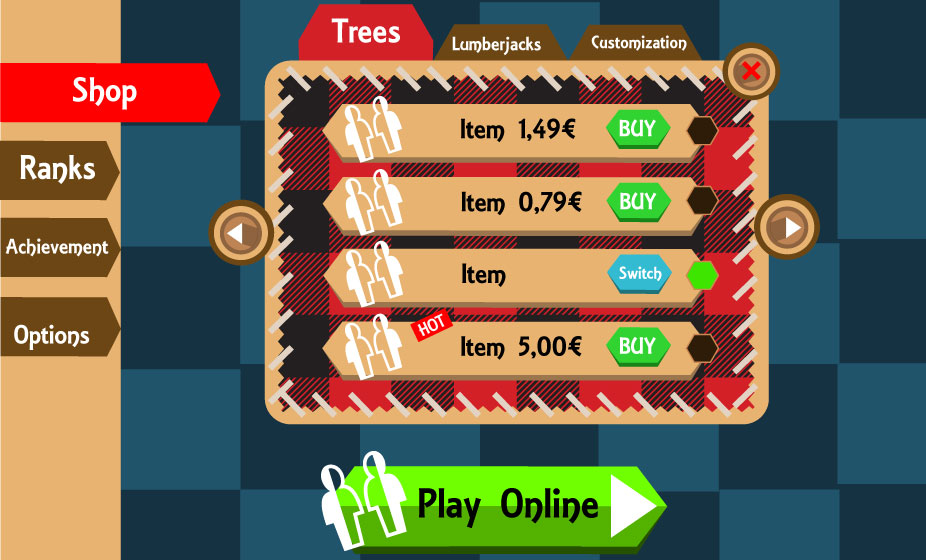 Trees
Lumberjacks
Customization
Shop
Ranks
Achievement
Options
Item 1,49€
BUY
Item 0,79€
BUY
Item
Switch
HOT
Item 5,00€
BUY
Play Online